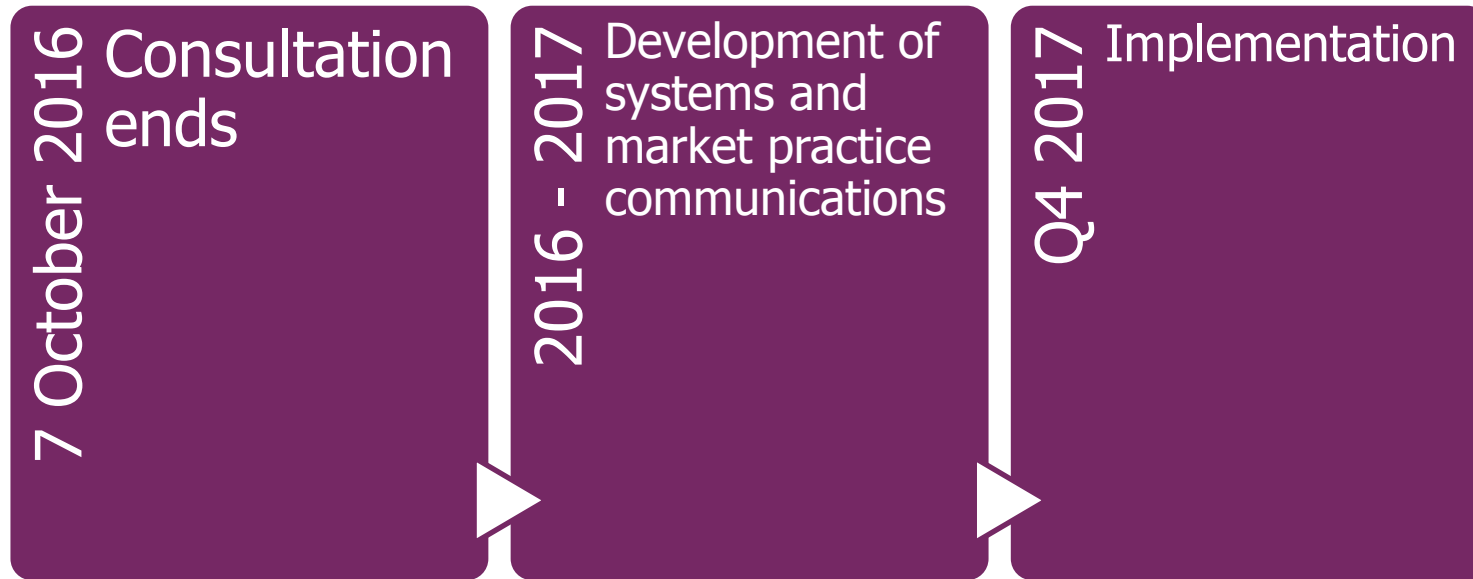 7 October 2016
Consultation
ends
2016 - 2017
Development of
systems and
market practice
communications
Q4 2017
Implementation